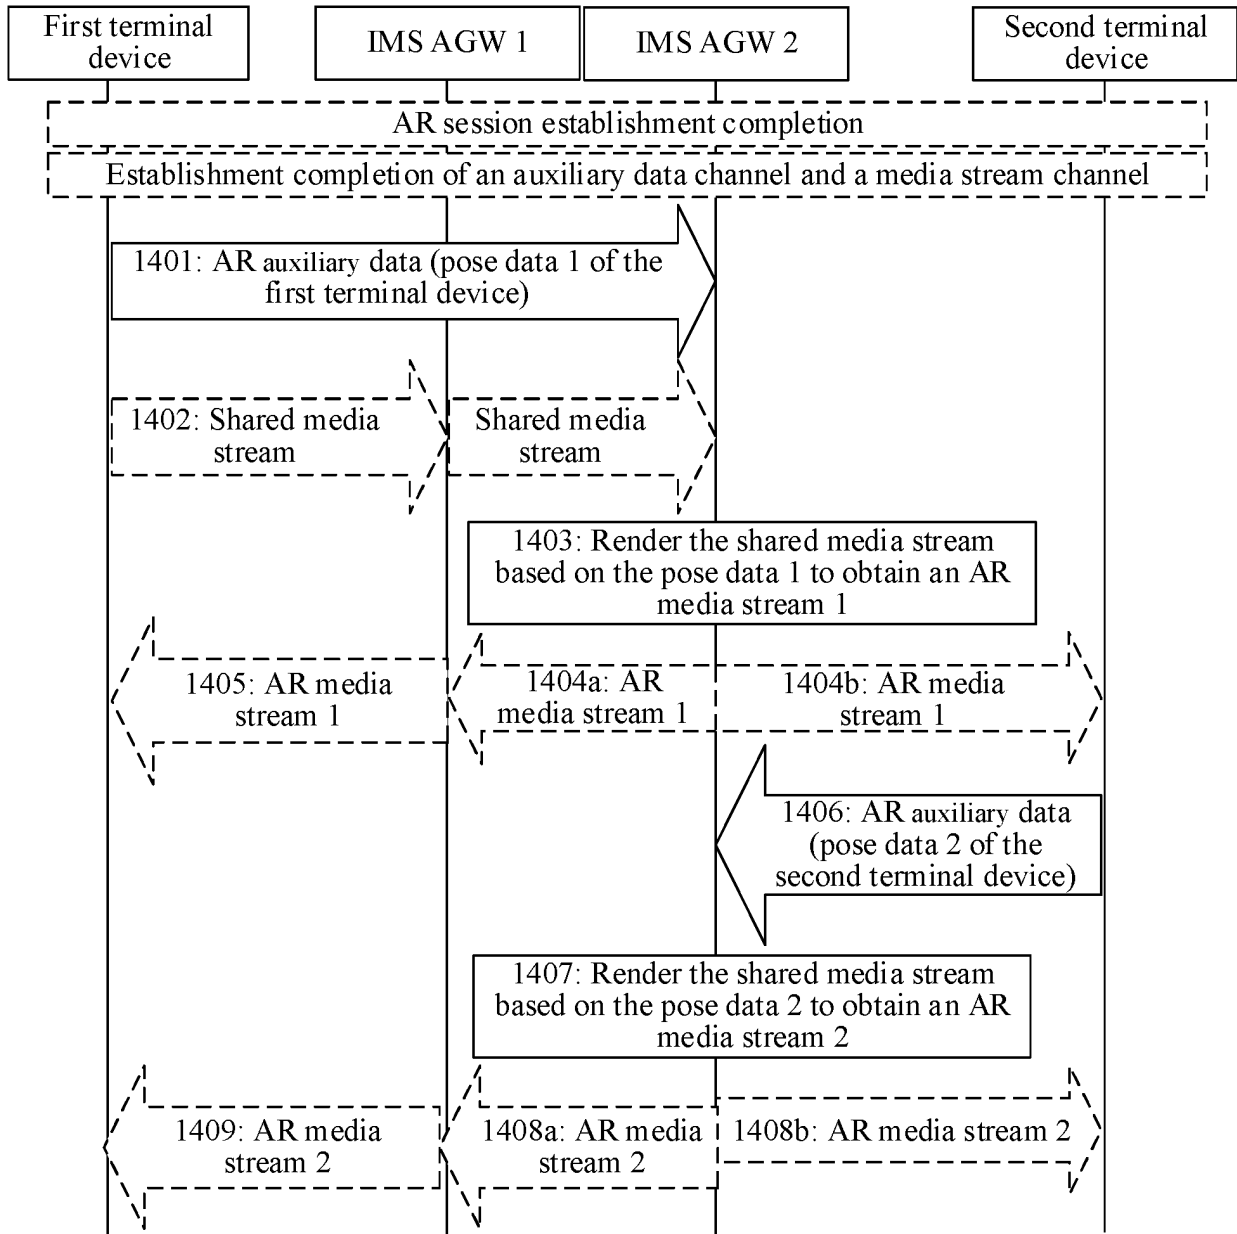 First terminal
device
IMS AGW 1
IMS AGW 2
Second terminal
device
AR session establishment completion
Establishment completion of an auxiliary data channel and a media stream channel
1401: AR auxiliary data (pose data 1 of the
first terminal device)
1402: Shared media
stream
Shared media
stream
1403: Render the shared media stream
based on the pose data 1 to obtain an AR
media stream 1
1405: AR media
stream 1
1404a: AR
media stream 1
1404b: AR media
stream 1
1406: AR auxiliary data
(pose data 2 of the
second terminal device)
1407: Render the shared media stream
based on the pose data 2 to obtain an AR
media stream 2
1409: AR media
stream 2
1408a: AR media
stream 2
1408b: AR media stream 2